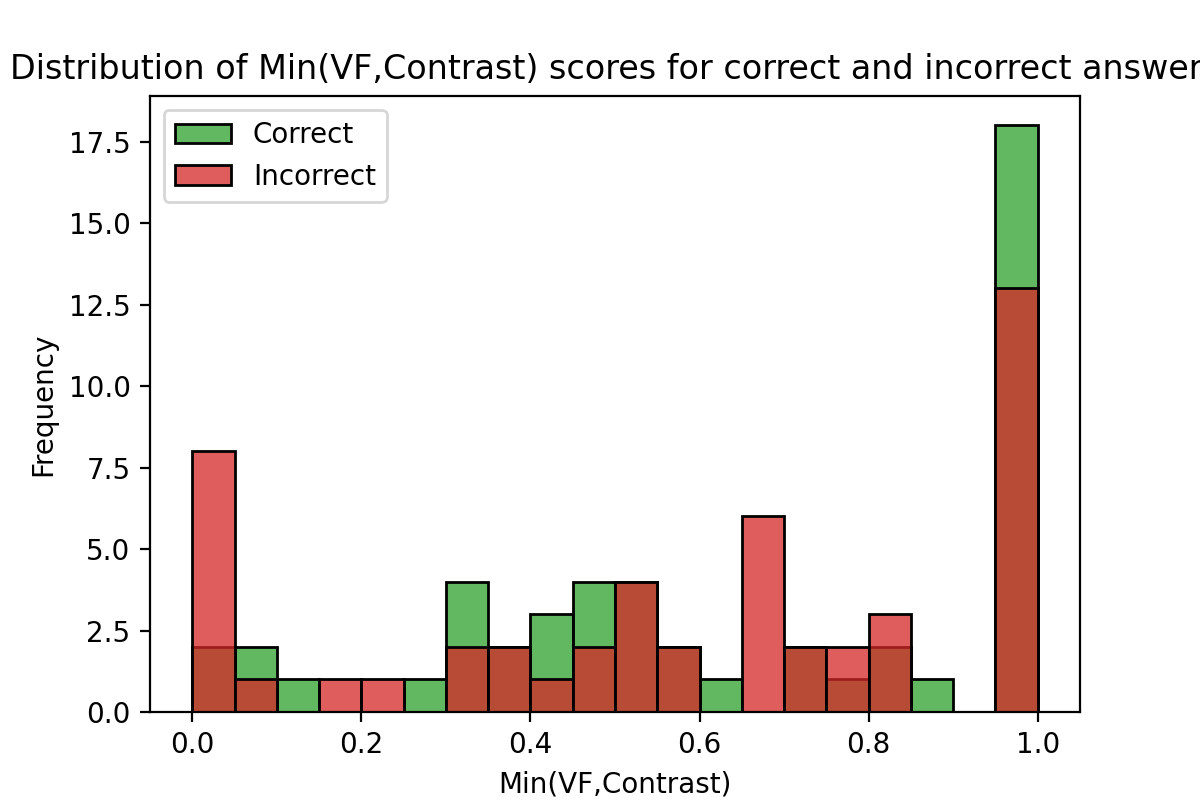 Distribution of Min(VF,Contrast) scores for correct and incorrect answer
Correct
Incorrect
17.5
15.0
12.5
10.0
7.5
5.0
2.5
0.0
Frequency
0.0 0.2 0.4 0.6 0.8 1.0
Min(VF,Contrast)